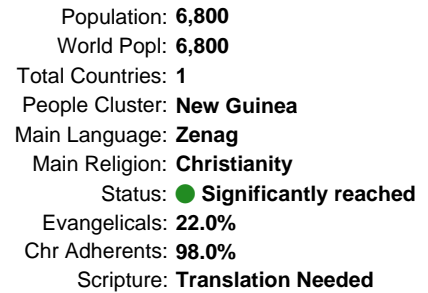 Population: 6,800
World Popl: 6,800
Total Countries: 1
People Cluster: New Guinea
Main Language: Zenag
Main Religion: Christianity
Status: Significantly reached
Evangelicals: 22.0%
Chr Adherents: 98.0%
Scripture: Translation Needed